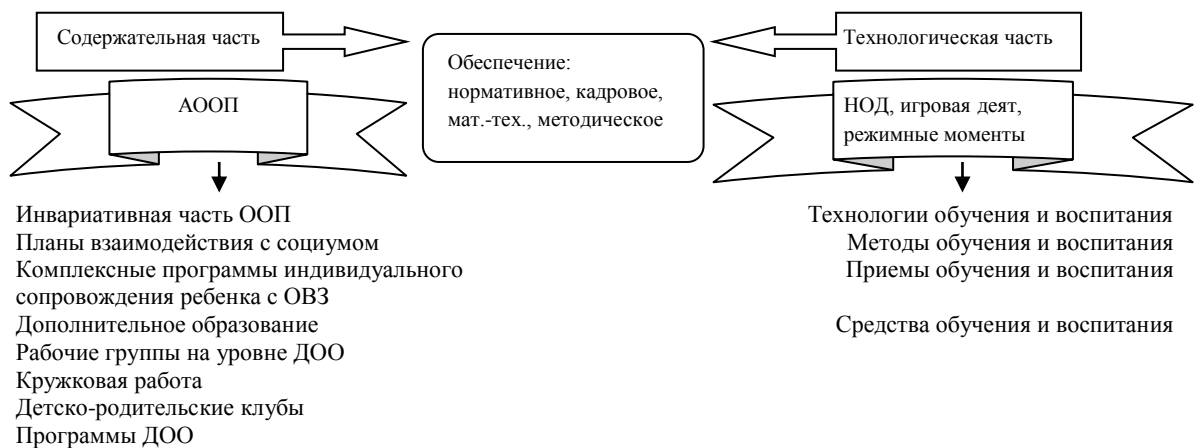 Содержательная часть
Обеспечение:
нормативное, кадровое,
мат.-тех., методическое
Технологическая часть
АООП
НОД, игровая деят,
режимные моменты
Инвариативная часть ООП
Планы взаимодействия с социумом
Комплексные программы индивидуального
сопровождения ребенка с ОВЗ
Дополнительное образование
Рабочие группы на уровне ДОО
Кружковая работа
Детско-родительские клубы
Программы ДОО
Технологии обучения и воспитания
Методы обучения и воспитания
Приемы обучения и воспитания
Средства обучения и воспитания